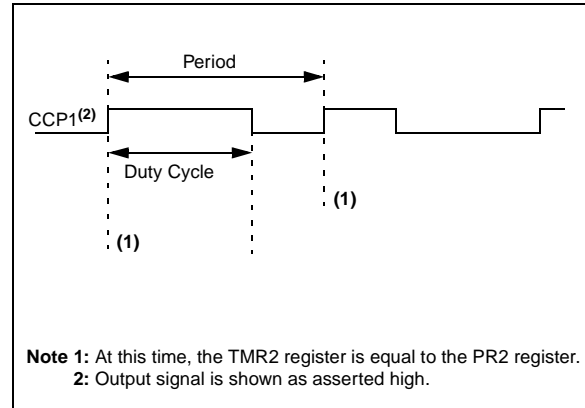 Period
CCP1(2)
Duty Cycle
(1)
(1)
Note 1: At this time, the TMR2 register is equal to the PR2 register.
2: Output signal is shown as asserted high.